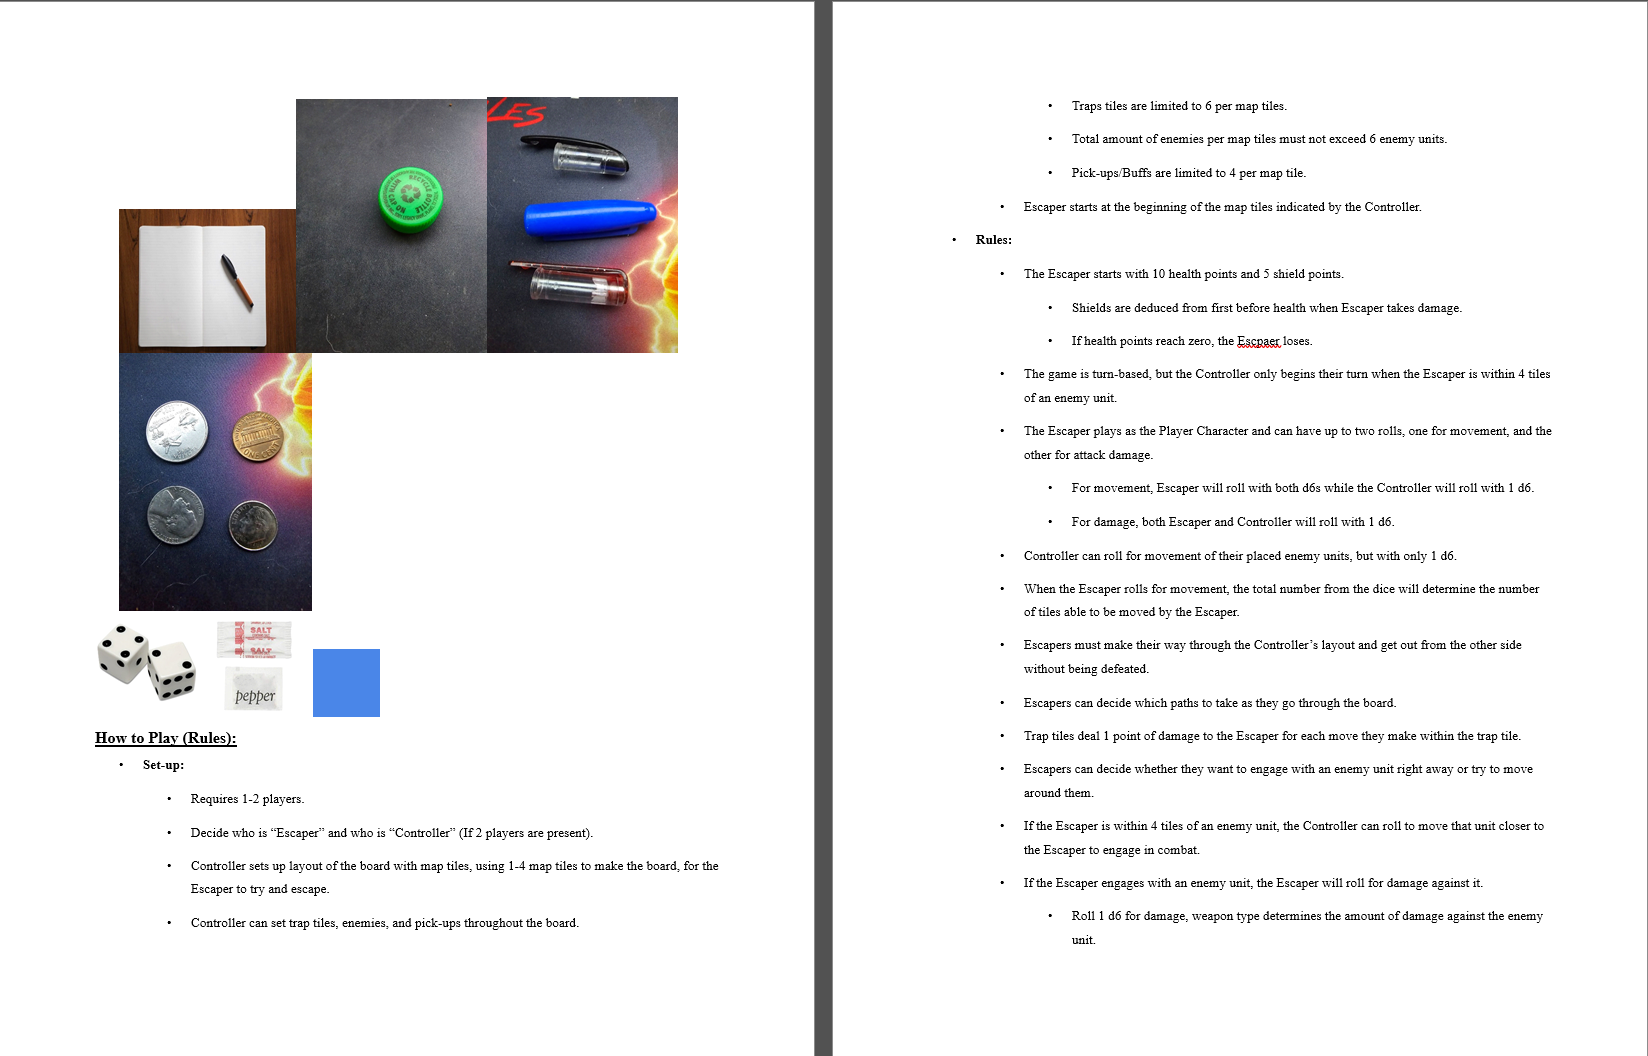 LES
RECYCLE
BOTTLE
WITH
CAP ON
ONE CENT
SALT
SALT
pepper
How to Play (Rules):
• Set-up:
• Requires 1-2 players.
• Decide who is “Escaper” and who is “Controller” (If 2 players are present).
• Controller sets up layout of the board with map tiles, using 1-4 map tiles to make the board, for the
Escaper to try and escape.
• Controller can set trap tiles, enemies, and pick-ups throughout the board.
• Traps tiles are limited to 6 per map tiles.
• Total amount of enemies per map tiles must not exceed 6 enemy units.
• Pick-ups/Buffs are limited to 4 per map tile.
• Escaper starts at the beginning of the map tiles indicated by the Controller.
• Rules:
• The Escaper starts with 10 health points and 5 shield points.
• Shields are deduced from first before health when Escaper takes damage.
• If health points reach zero, the Escpaer loses.
• The game is turn-based, but the Controller only begins their turn when the Escaper is within 4 tiles
of an enemy unit.
• The Escaper plays as the Player Character and can have up to two rolls, one for movement, and the
other for attack damage.
• For movement, Escaper will roll with both d6s while the Controller will roll with 1 d6.
• For damage, both Escaper and Controller will roll with 1 d6.
• Controller can roll for movement of their placed enemy units, but with only 1 d6.
• When the Escaper rolls for movement, the total number from the dice will determine the number
of tiles able to be moved by the Escaper.
• Escapers must make their way through the Controller’s layout and get out from the other side
without being defeated.
• Escapers can decide which paths to take as they go through the board.
• Trap tiles deal 1 point of damage to the Escaper for each move they make within the trap tile.
• Escapers can decide whether they want to engage with an enemy unit right away or try to move
around them.
• If the Escaper is within 4 tiles of an enemy unit, the Controller can roll to move that unit closer to
the Escaper to engage in combat.
• If the Escaper engages with an enemy unit, the Escaper will roll for damage against it.
• Roll 1 d6 for damage, weapon type determines the amount of damage against the enemy
unit.